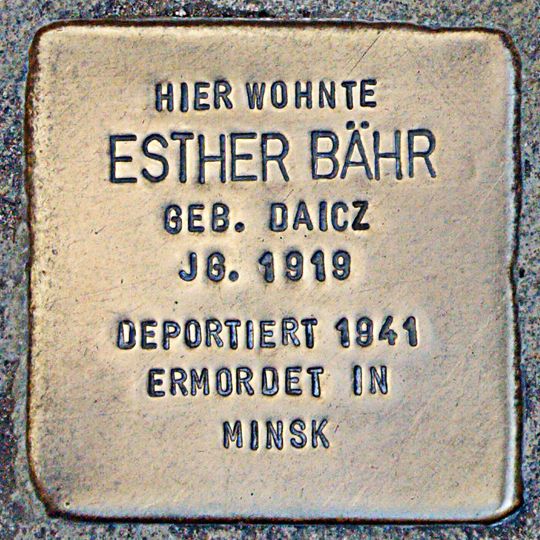 HIER WOHNTE
ESTHER BÄHR
GEB. DAICZ
JG. 1919
DEPORTIERT 1941
ERMORDET IN
MINSK